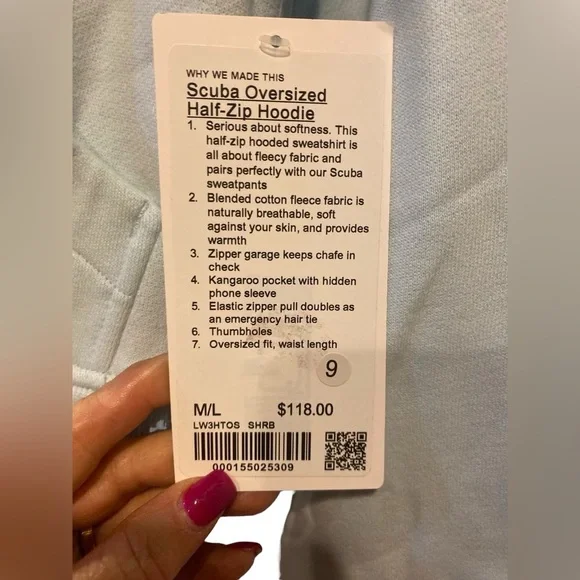 WHY WE MADE THIS
Scuba Oversized
Half-Zip Hoodie
1. Serious about softness. This
half-zip hooded sweatshirt is
all about fleecy fabric and
pairs perfectly with our Scuba
sweatpants
2. Blended cotton fleece fabric is
naturally breathable, soft
against your skin, and provides
warmth
3. Zipper garage keeps chafe in
check
4. Kangaroo pocket with hidden
phone sleeve
5. Elastic zipper pull doubles as
an emergency hair tie
6. Thumbholes
7. Oversized fit, waist length
9
M/L $118.00
LW3HTOS SHRB
000155025309